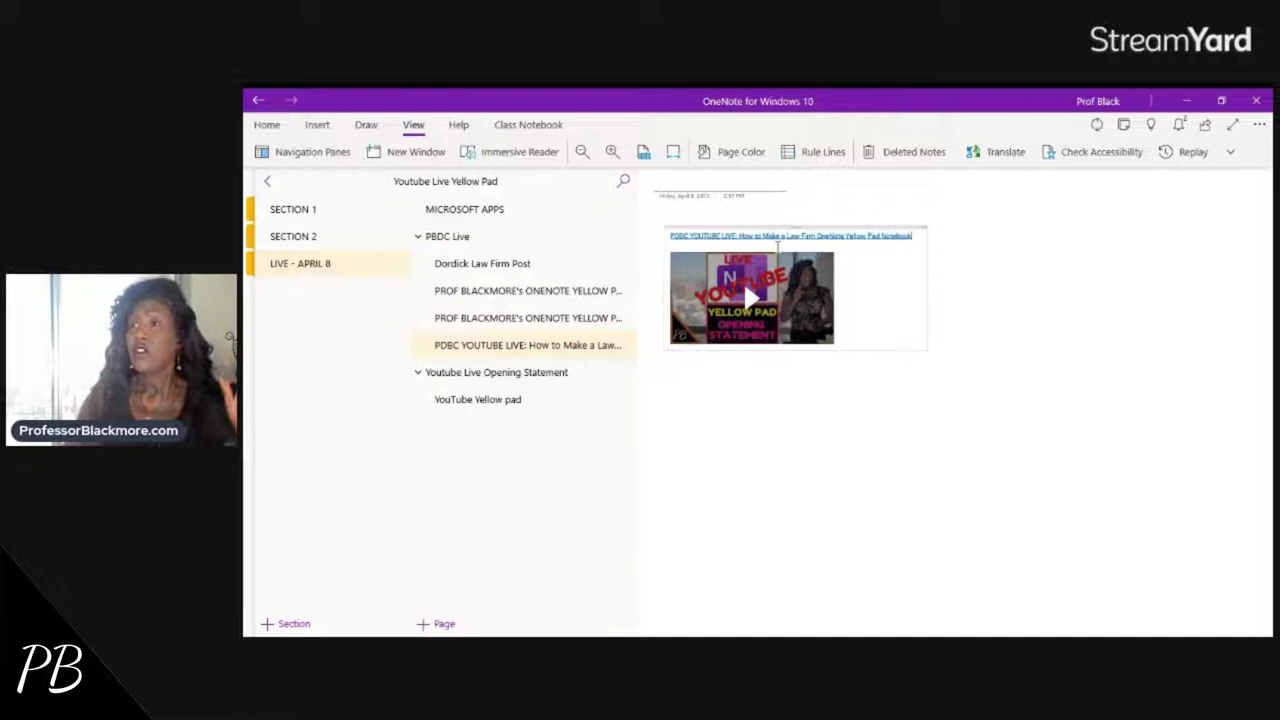 StreamYard
OneNote for Windows 10
Prof Black
Home Insert Draw View Help Class Notebook
Navigation Panes New Window Immersive Reader Page Color Rule Lines Deleted Notes Translate Check Accessibility Replay
Youtube Live Yellow Pad
SECTION 1
SECTION 2
LIVE - APRIL 8
MICROSOFT APPS
PBDC Live
Dordick Law Firm Post
PROF BLACKMORE's ONENOTE YELLOW P...
PROF BLACKMORE's ONENOTE YELLOW P...
PDBC YOUTUBE LIVE: How to Make a Law...
Youtube Live Opening Statement
YouTube Yellow pad
Section
Page
PDBC YOUTUBE LIVE: How to Make a Law Firm OneNote Yellow Pad Notebook
LIVE
N
YOUTUBE
YELLOW PAD
OPENING
STATEMENT
PB
ProfessorBlackmore.com
PB